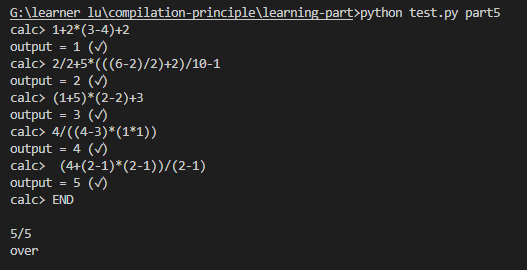 G:\learner lu\compilation-principle\learning-part>python test.py part5
calc> 1+2*(3-4)+2
output = 1 (√)
calc> 2/2+5*(((6-2)/2)+2)/10-1
output = 2 (√)
calc> (1+5)*(2-2)+3
output = 3 (√)
calc> 4/((4-3)*(1*1))
output = 4 (√)
calc>  (4+(2-1)*(2-1))/(2-1)
output = 5 (√)
calc> END

5/5
over